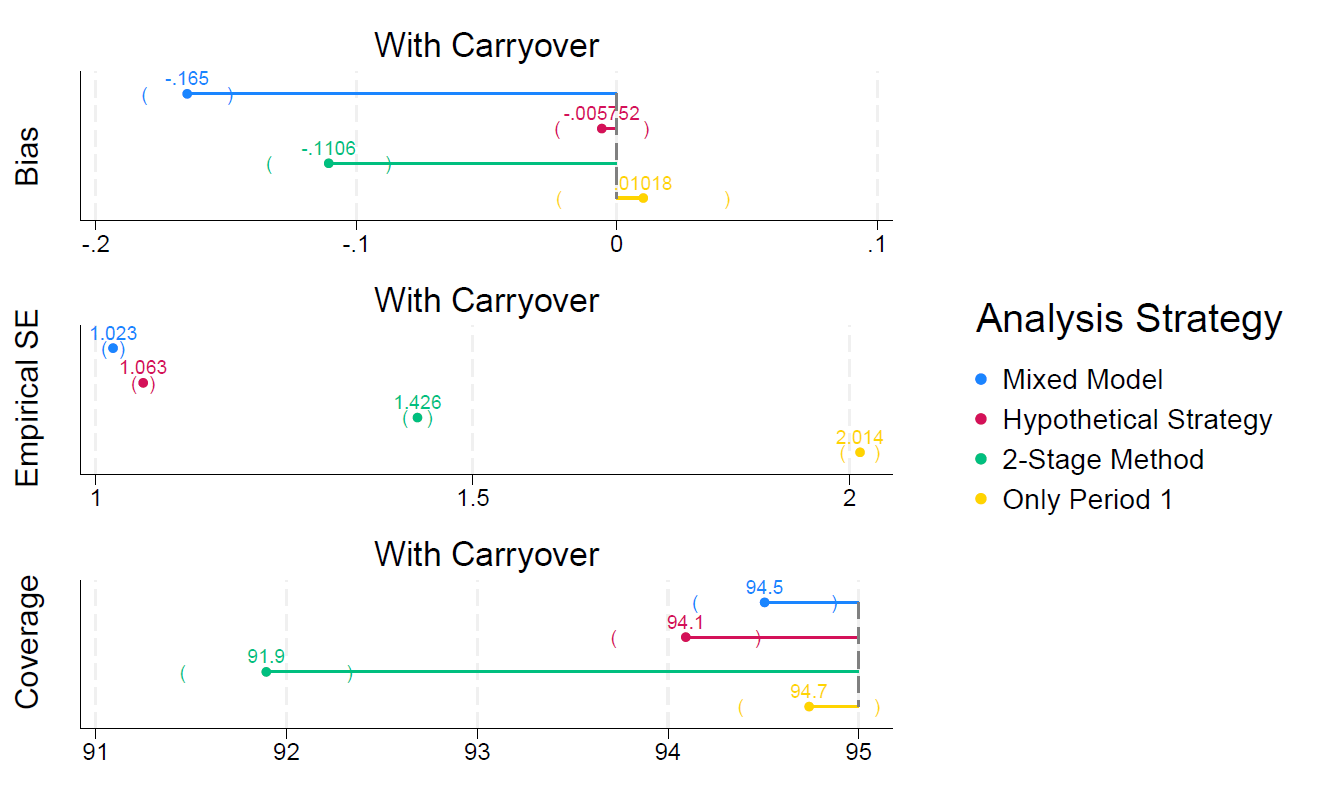 With Carryover
Bias
-.165
-.005752
-.1106
.01018
-.2 -.1 0 .1
With Carryover
Empirical SE
1.023
1.063
1.426
2.014
1 1.5 2
With Carryover
Coverage
94.5
94.1
91.9
94.7
91 92 93 94 95
Analysis Strategy
Mixed Model
Hypothetical Strategy
2-Stage Method
Only Period 1